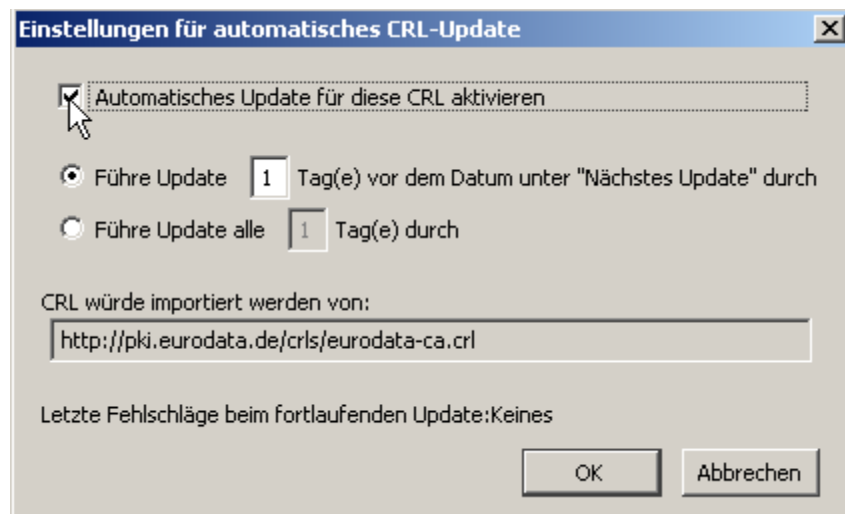 Einstellungen für automatisches CRL-Update
Automatisches Update für diese CRL aktivieren
Führe Update 1 Tag(e) vor dem Datum unter "Nächstes Update" durch
Führe Update alle 1 Tag(e) durch
CRL würde importiert werden von:
http://pki.eurodata.de/crls/eurodata-ca.crl
Letzte Fehlschläge beim fortlaufenden Update:Keines
OK Abbrechen